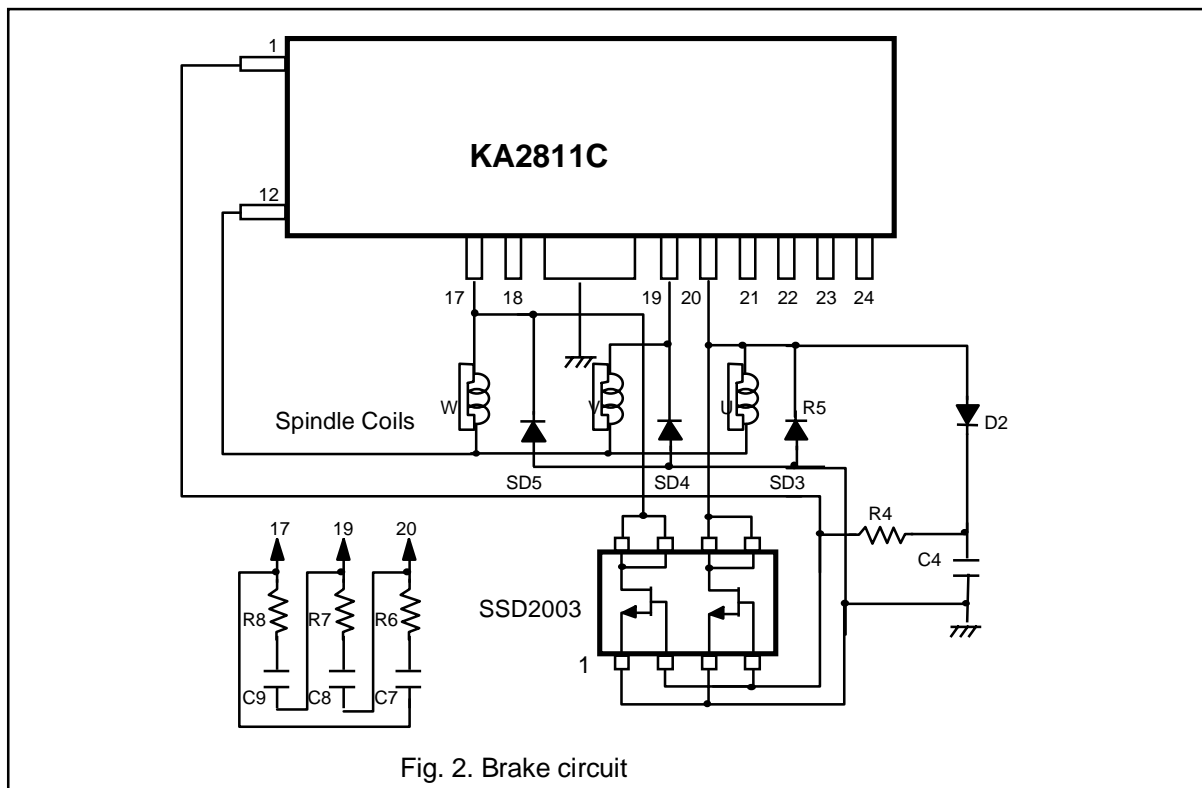 1
KA2811C
12
17
18
19
20
21
22
23
24
W
V
U
R5
D2
Spindle Coils
SD5
SD4
SD3
R4
C4
17
19
20
R8
R7
R6
SSD2003
1
C9
C8
C7
Fig. 2. Brake circuit